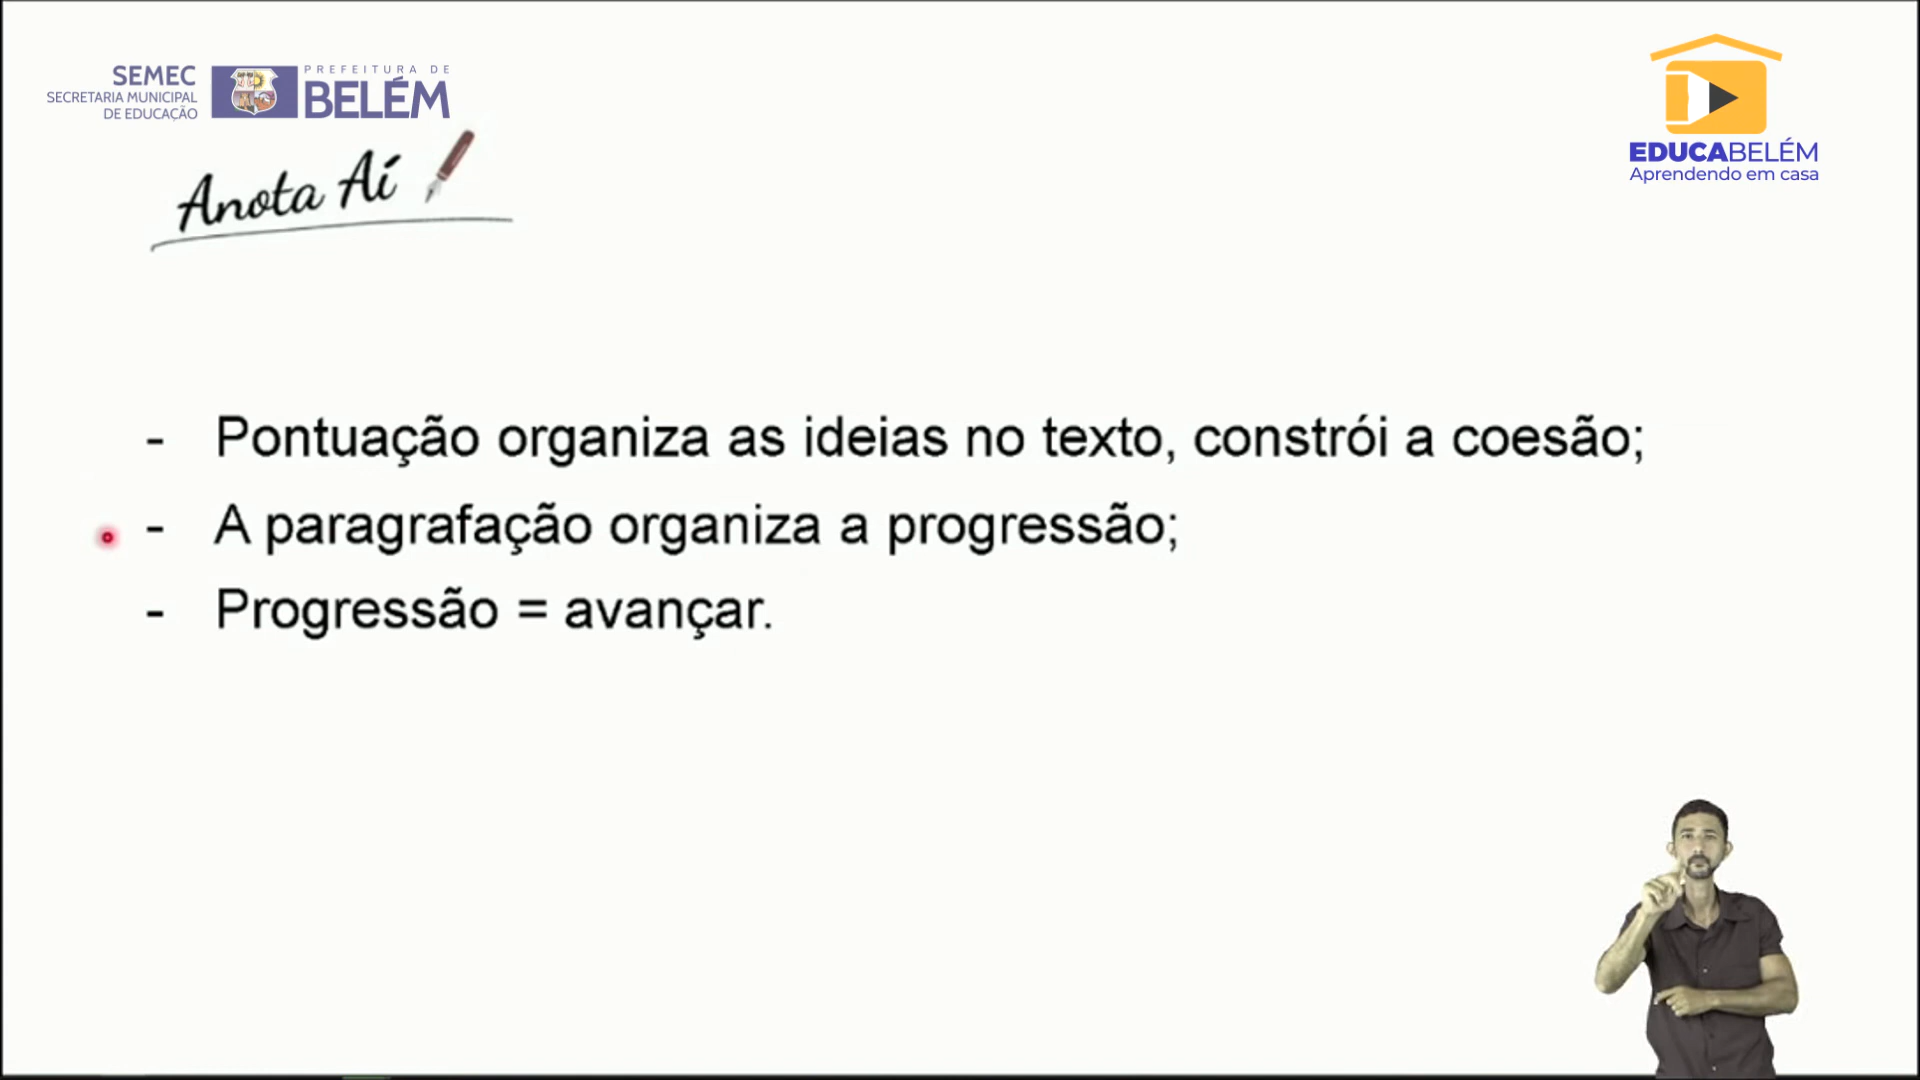 SEMEC
SECRETARIA MUNICIPAL
DE EDUCAÇÃO
PREFEITURA DE
BELÉM
EDUCABELÉM
Aprendendo em casa
Anota Aí
- Pontuação organiza as ideias no texto, constrói a coesão;
- A paragrafação organiza a progressão;
- Progressão = avançar.